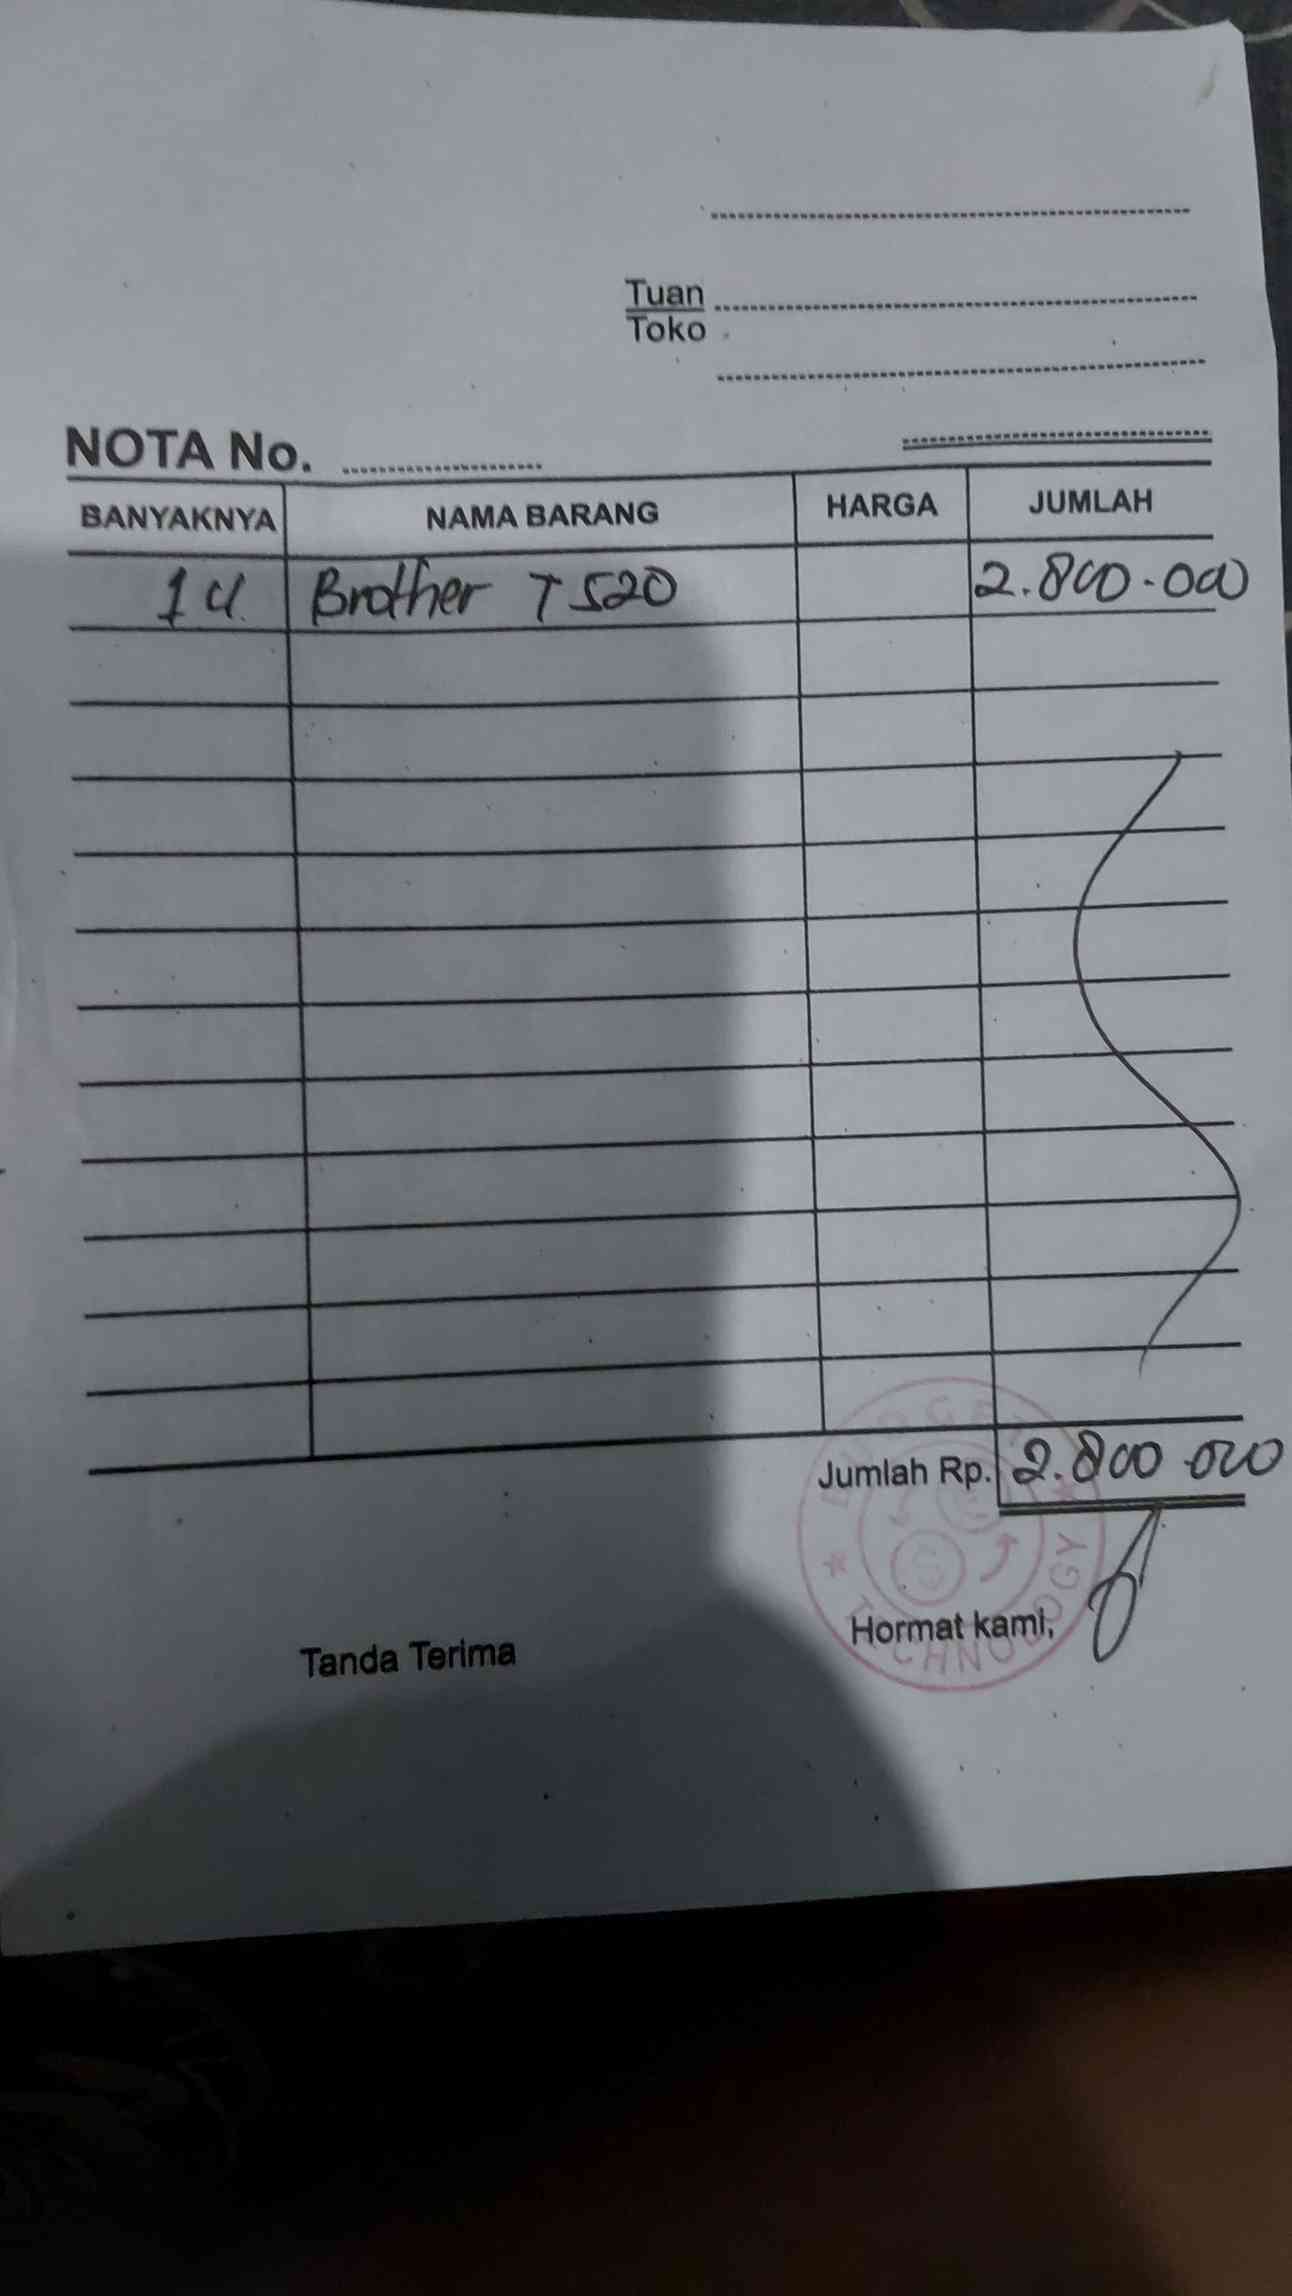 Tuan
Toko
NOTA No.
BANYAKNYA NAMA BARANG HARGA JUMLAH
1 U. Brother T520 2.800.000
Jumlah Rp. 2.800.000
Tanda Terima Hormat kami,
TECHNOLOGY